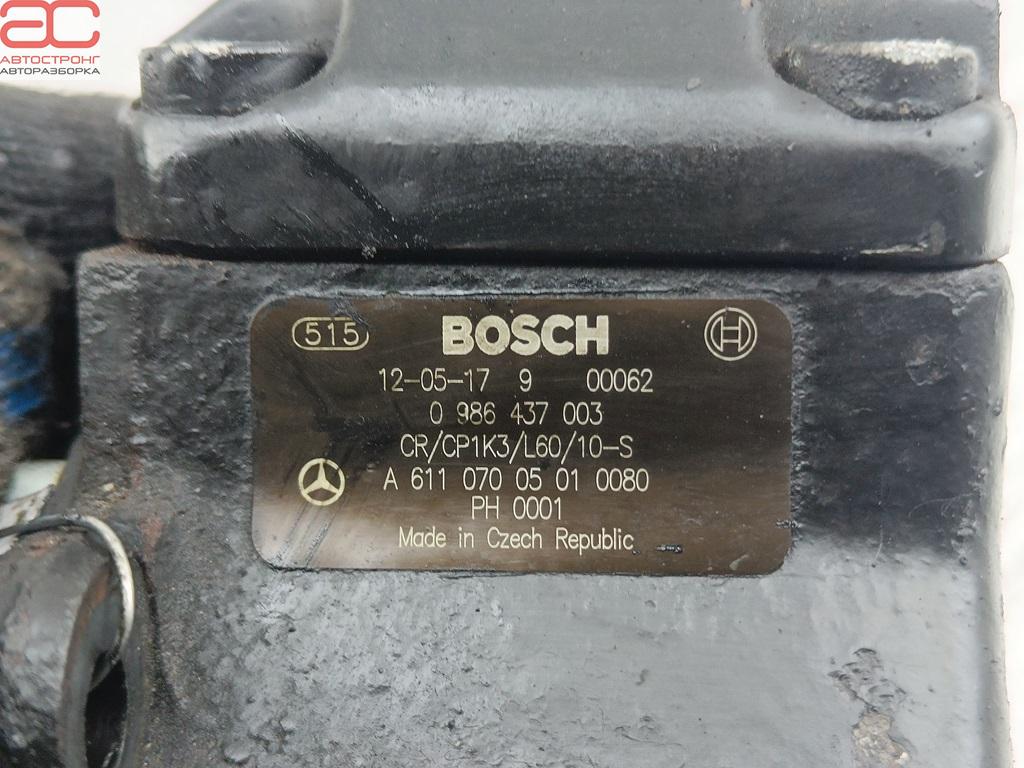 AC
АВТОСТРОНГ
АВТОРАЗБОРКА
515 BOSCH
12-05-17 9 00062
0 986 437 003
CR/CP1K3/L60/10-S
A 611 070 05 01 0080
PH 0001
Made in Czech Republic